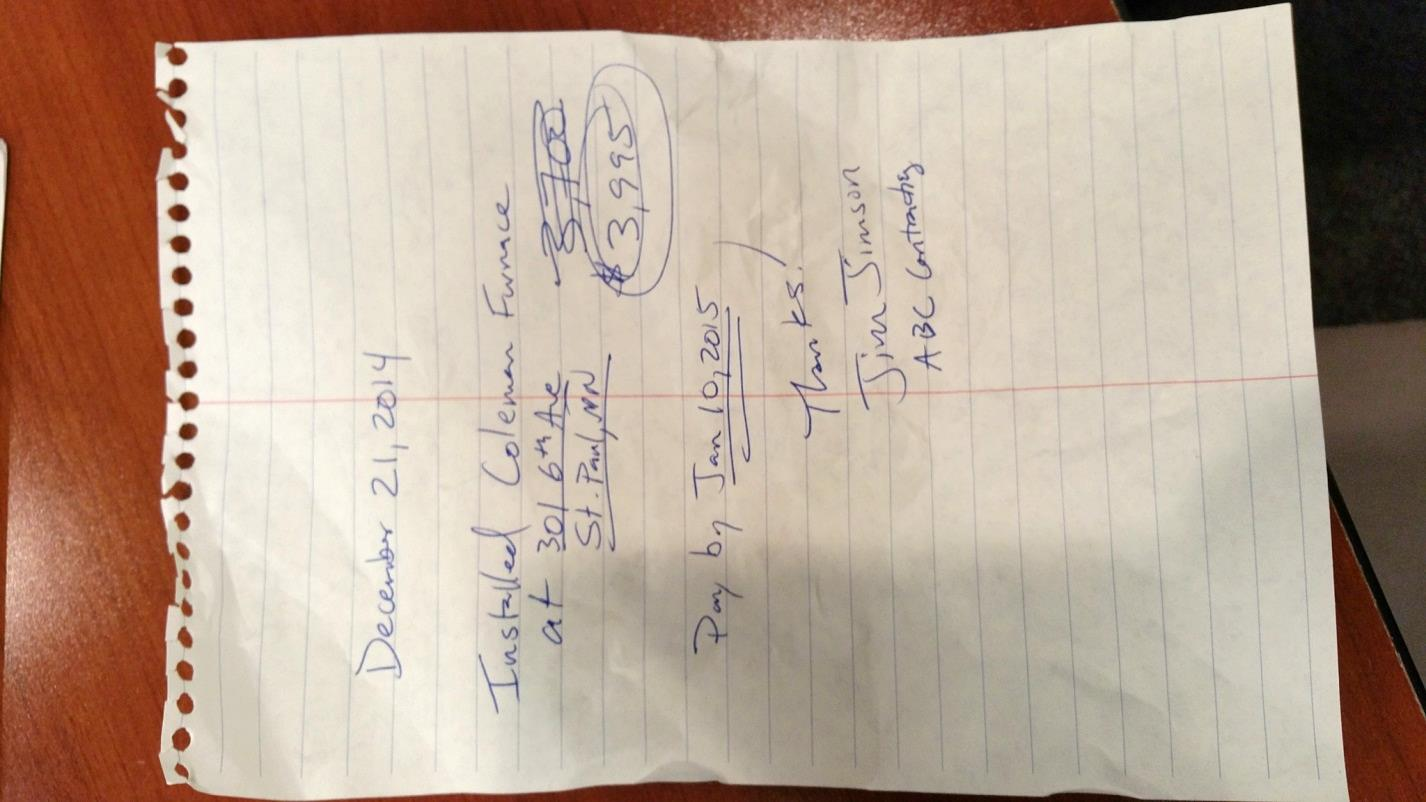 December 21, 2014
Installed Coleman Furnace
at 301 6th Ave
St. Paul, MN
$3,995
Pay by Jan 10, 2015
Thanks!
Jim Jimson
ABC Contracting